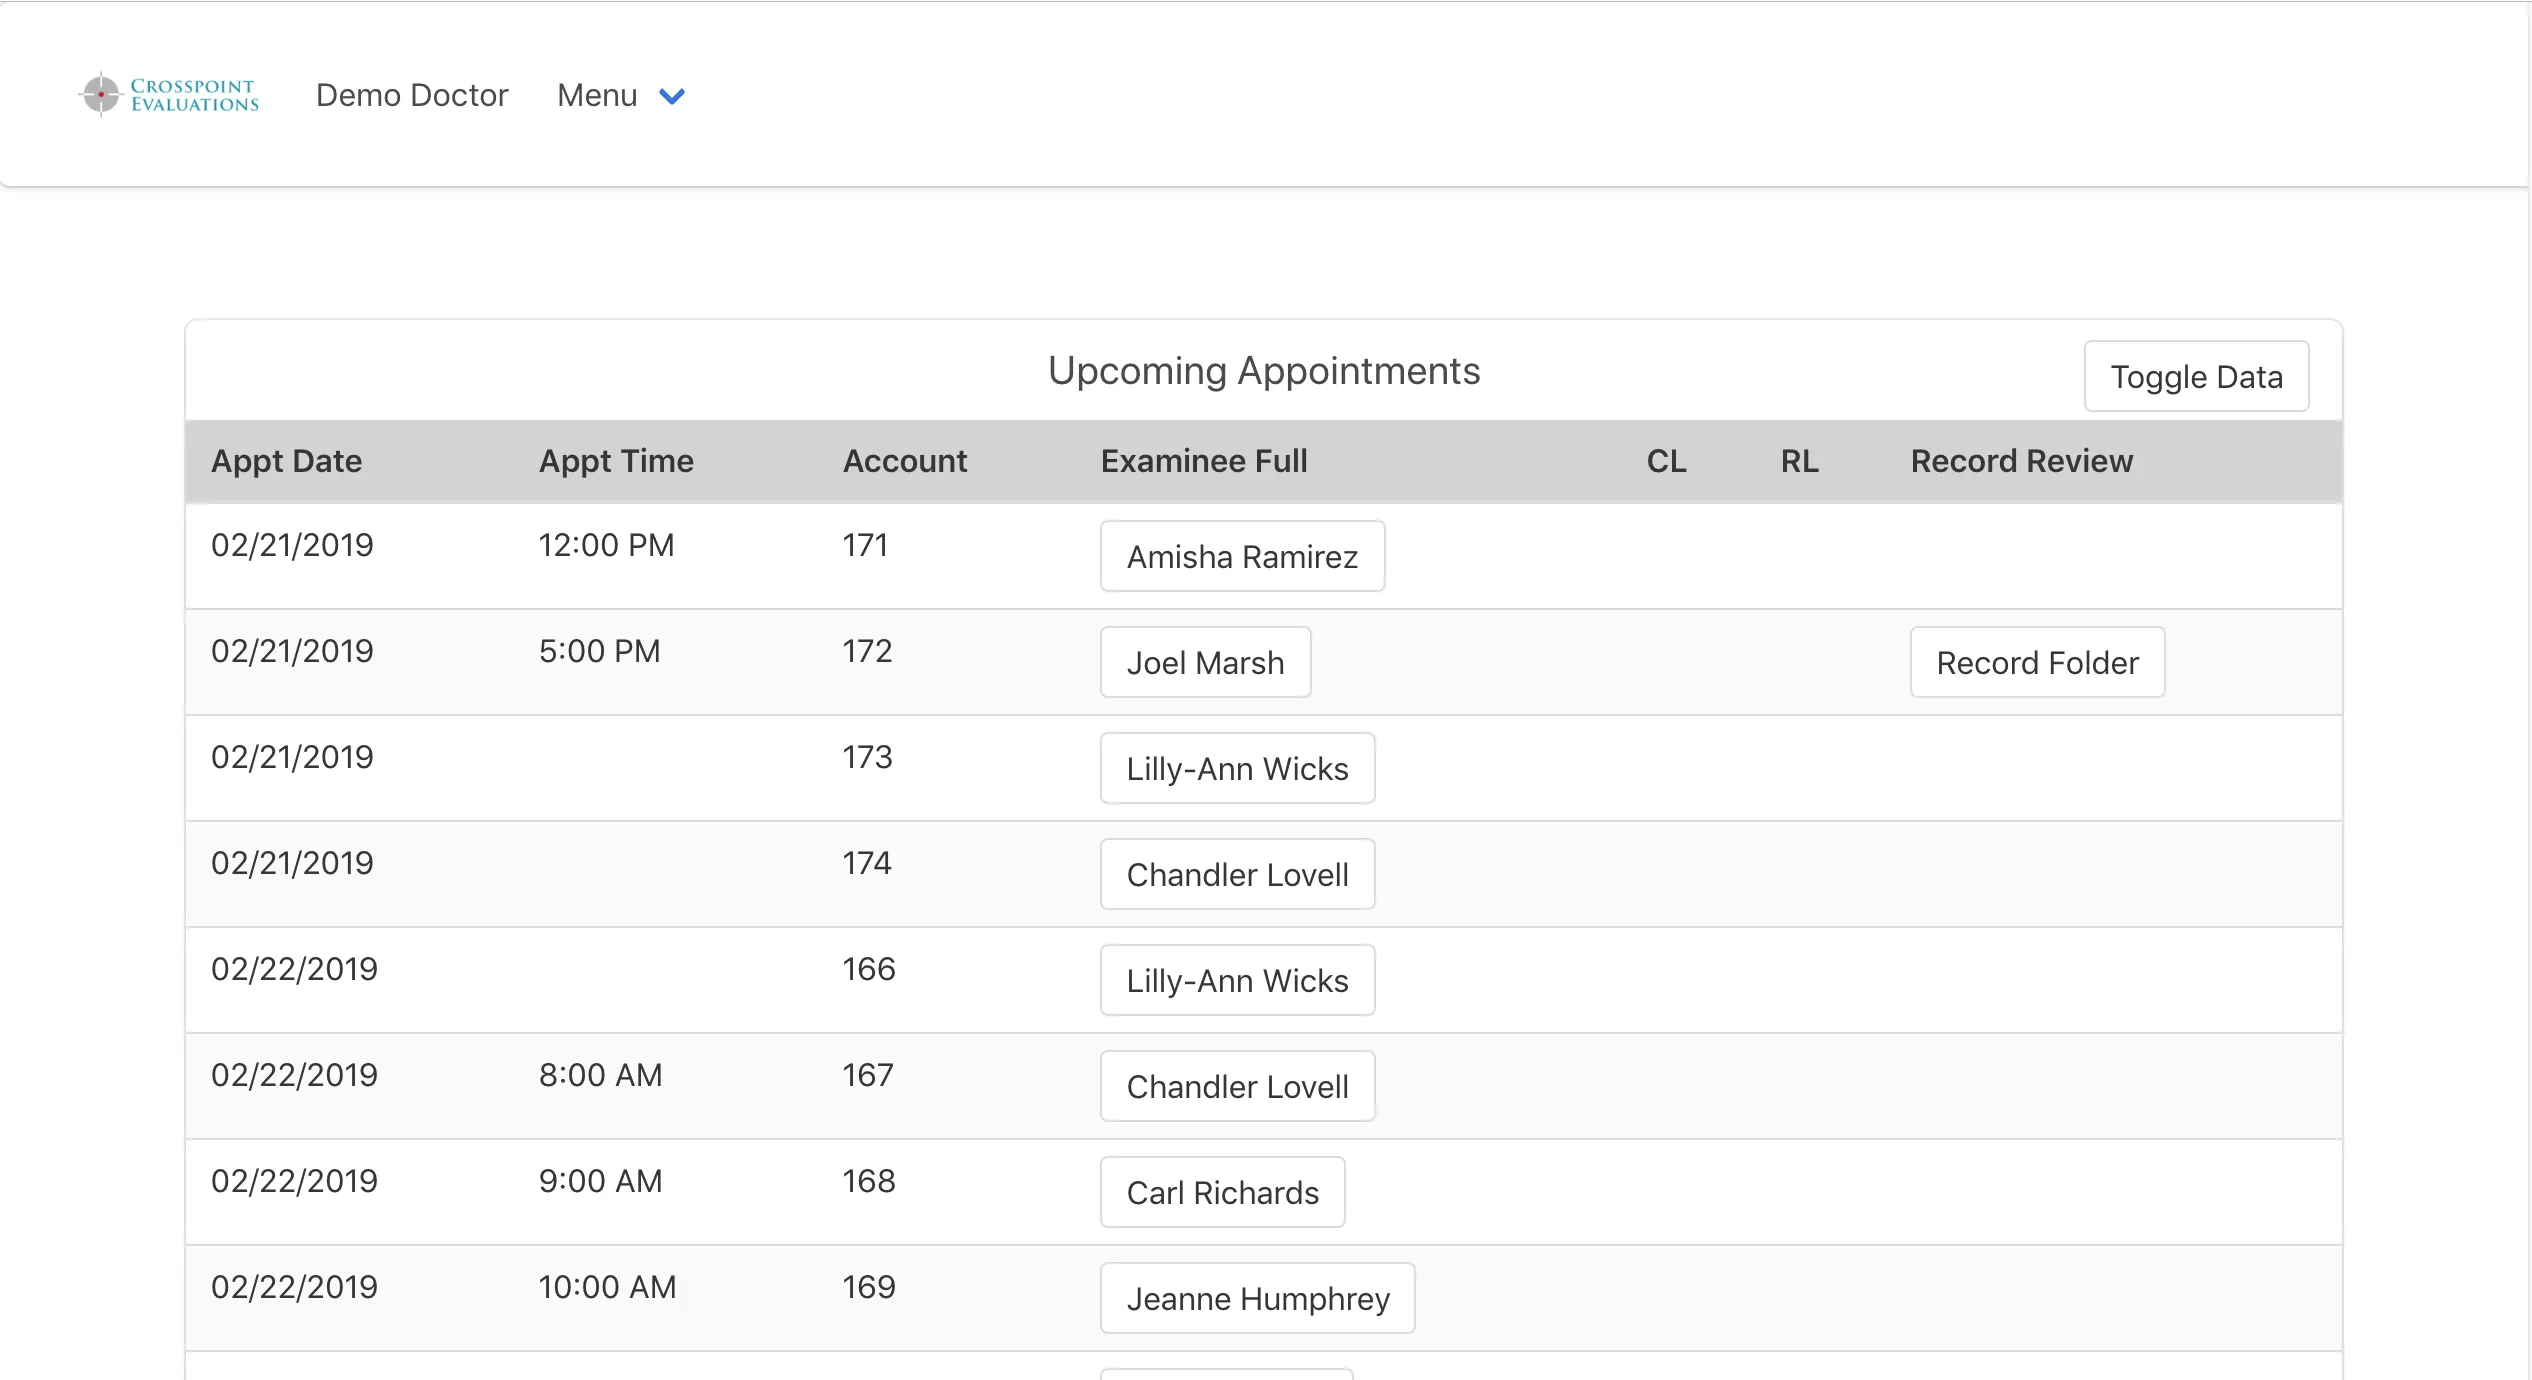 CROSSPOINT
EVALUATIONS
Demo Doctor Menu
Upcoming Appointments Toggle Data
Appt Date Appt Time Account Examinee Full CL RL Record Review
02/21/2019 12:00 PM 171 Amisha Ramirez
02/21/2019 5:00 PM 172 Joel Marsh Record Folder
02/21/2019 173 Lilly-Ann Wicks
02/21/2019 174 Chandler Lovell
02/22/2019 166 Lilly-Ann Wicks
02/22/2019 8:00 AM 167 Chandler Lovell
02/22/2019 9:00 AM 168 Carl Richards
02/22/2019 10:00 AM 169 Jeanne Humphrey